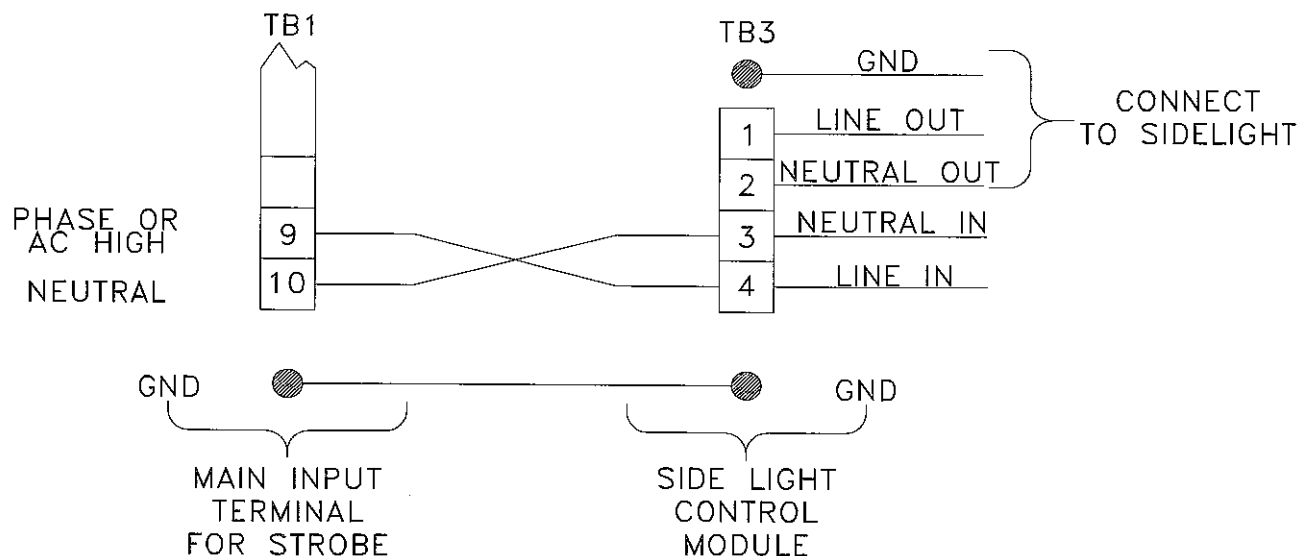 TB1
TB3
GND
1 LINE OUT
2 NEUTRAL OUT
CONNECT
TO SIDELIGHT
PHASE OR
AC HIGH
9
3 NEUTRAL IN
NEUTRAL
10
4 LINE IN
GND
GND
MAIN INPUT
TERMINAL
FOR STROBE
SIDE LIGHT
CONTROL
MODULE